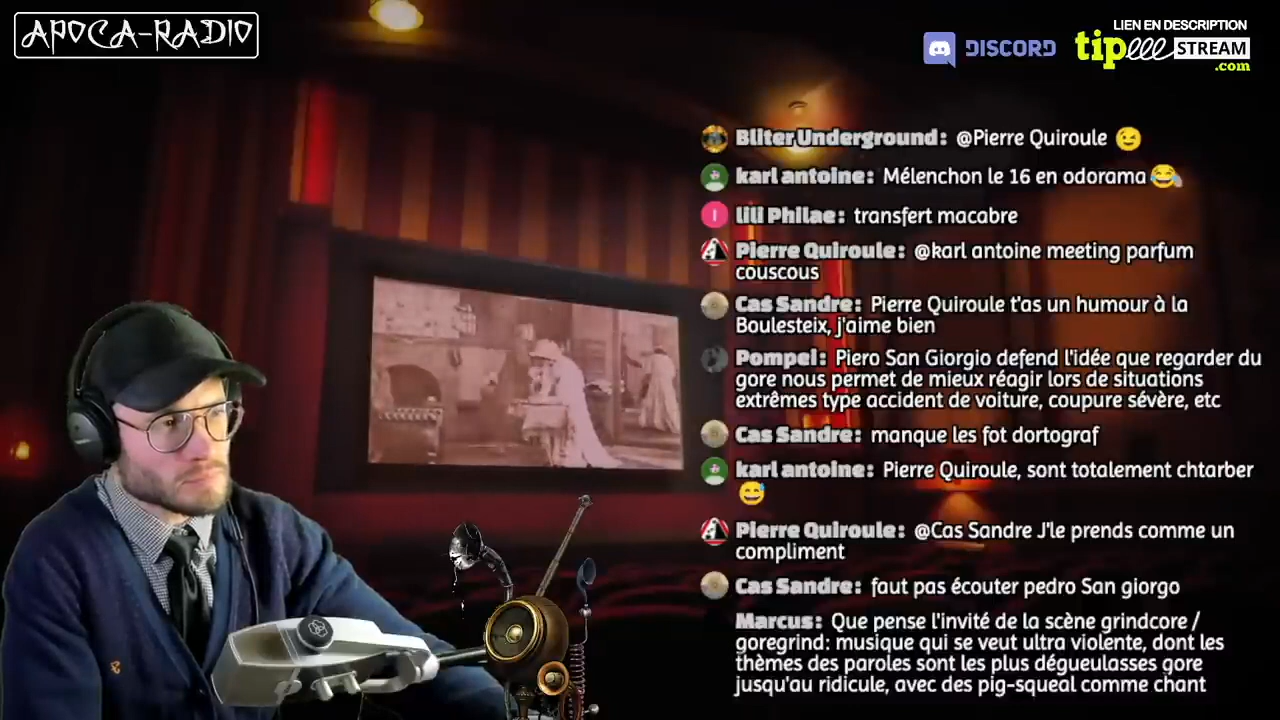 APOCA-RADIO
LIEN EN DESCRIPTION
DISCORD
tipeee STREAM
.com
Bliter Underground: @Pierre Quiroule 😉
karl antoine: Mélenchon le 16 en odorama 😂
lili Philae: transfert macabre
Pierre Quiroule: @karl antoine meeting parfum
couscous
Cas Sandre: Pierre Quiroule t'as un humour à la
Boulesteix, j'aime bien
Pompei: Piero San Giorgio defend l'idée que regarder du
gore nous permet de mieux réagir lors de situations
extrêmes type accident de voiture, coupure sévère, etc
Cas Sandre: manque les fot dortograf
karl antoine: Pierre Quiroule, sont totalement chtarber
😅
Pierre Quiroule: @Cas Sandre J'le prends comme un
compliment
Cas Sandre: faut pas écouter pedro San giorgo
Marcus: Que pense l'invité de la scène grindcore /
goregrind: musique qui se veut ultra violente, dont les
thèmes des paroles sont les plus dégueulasses gore
jusqu'au ridicule, avec des pig-squeal comme chant